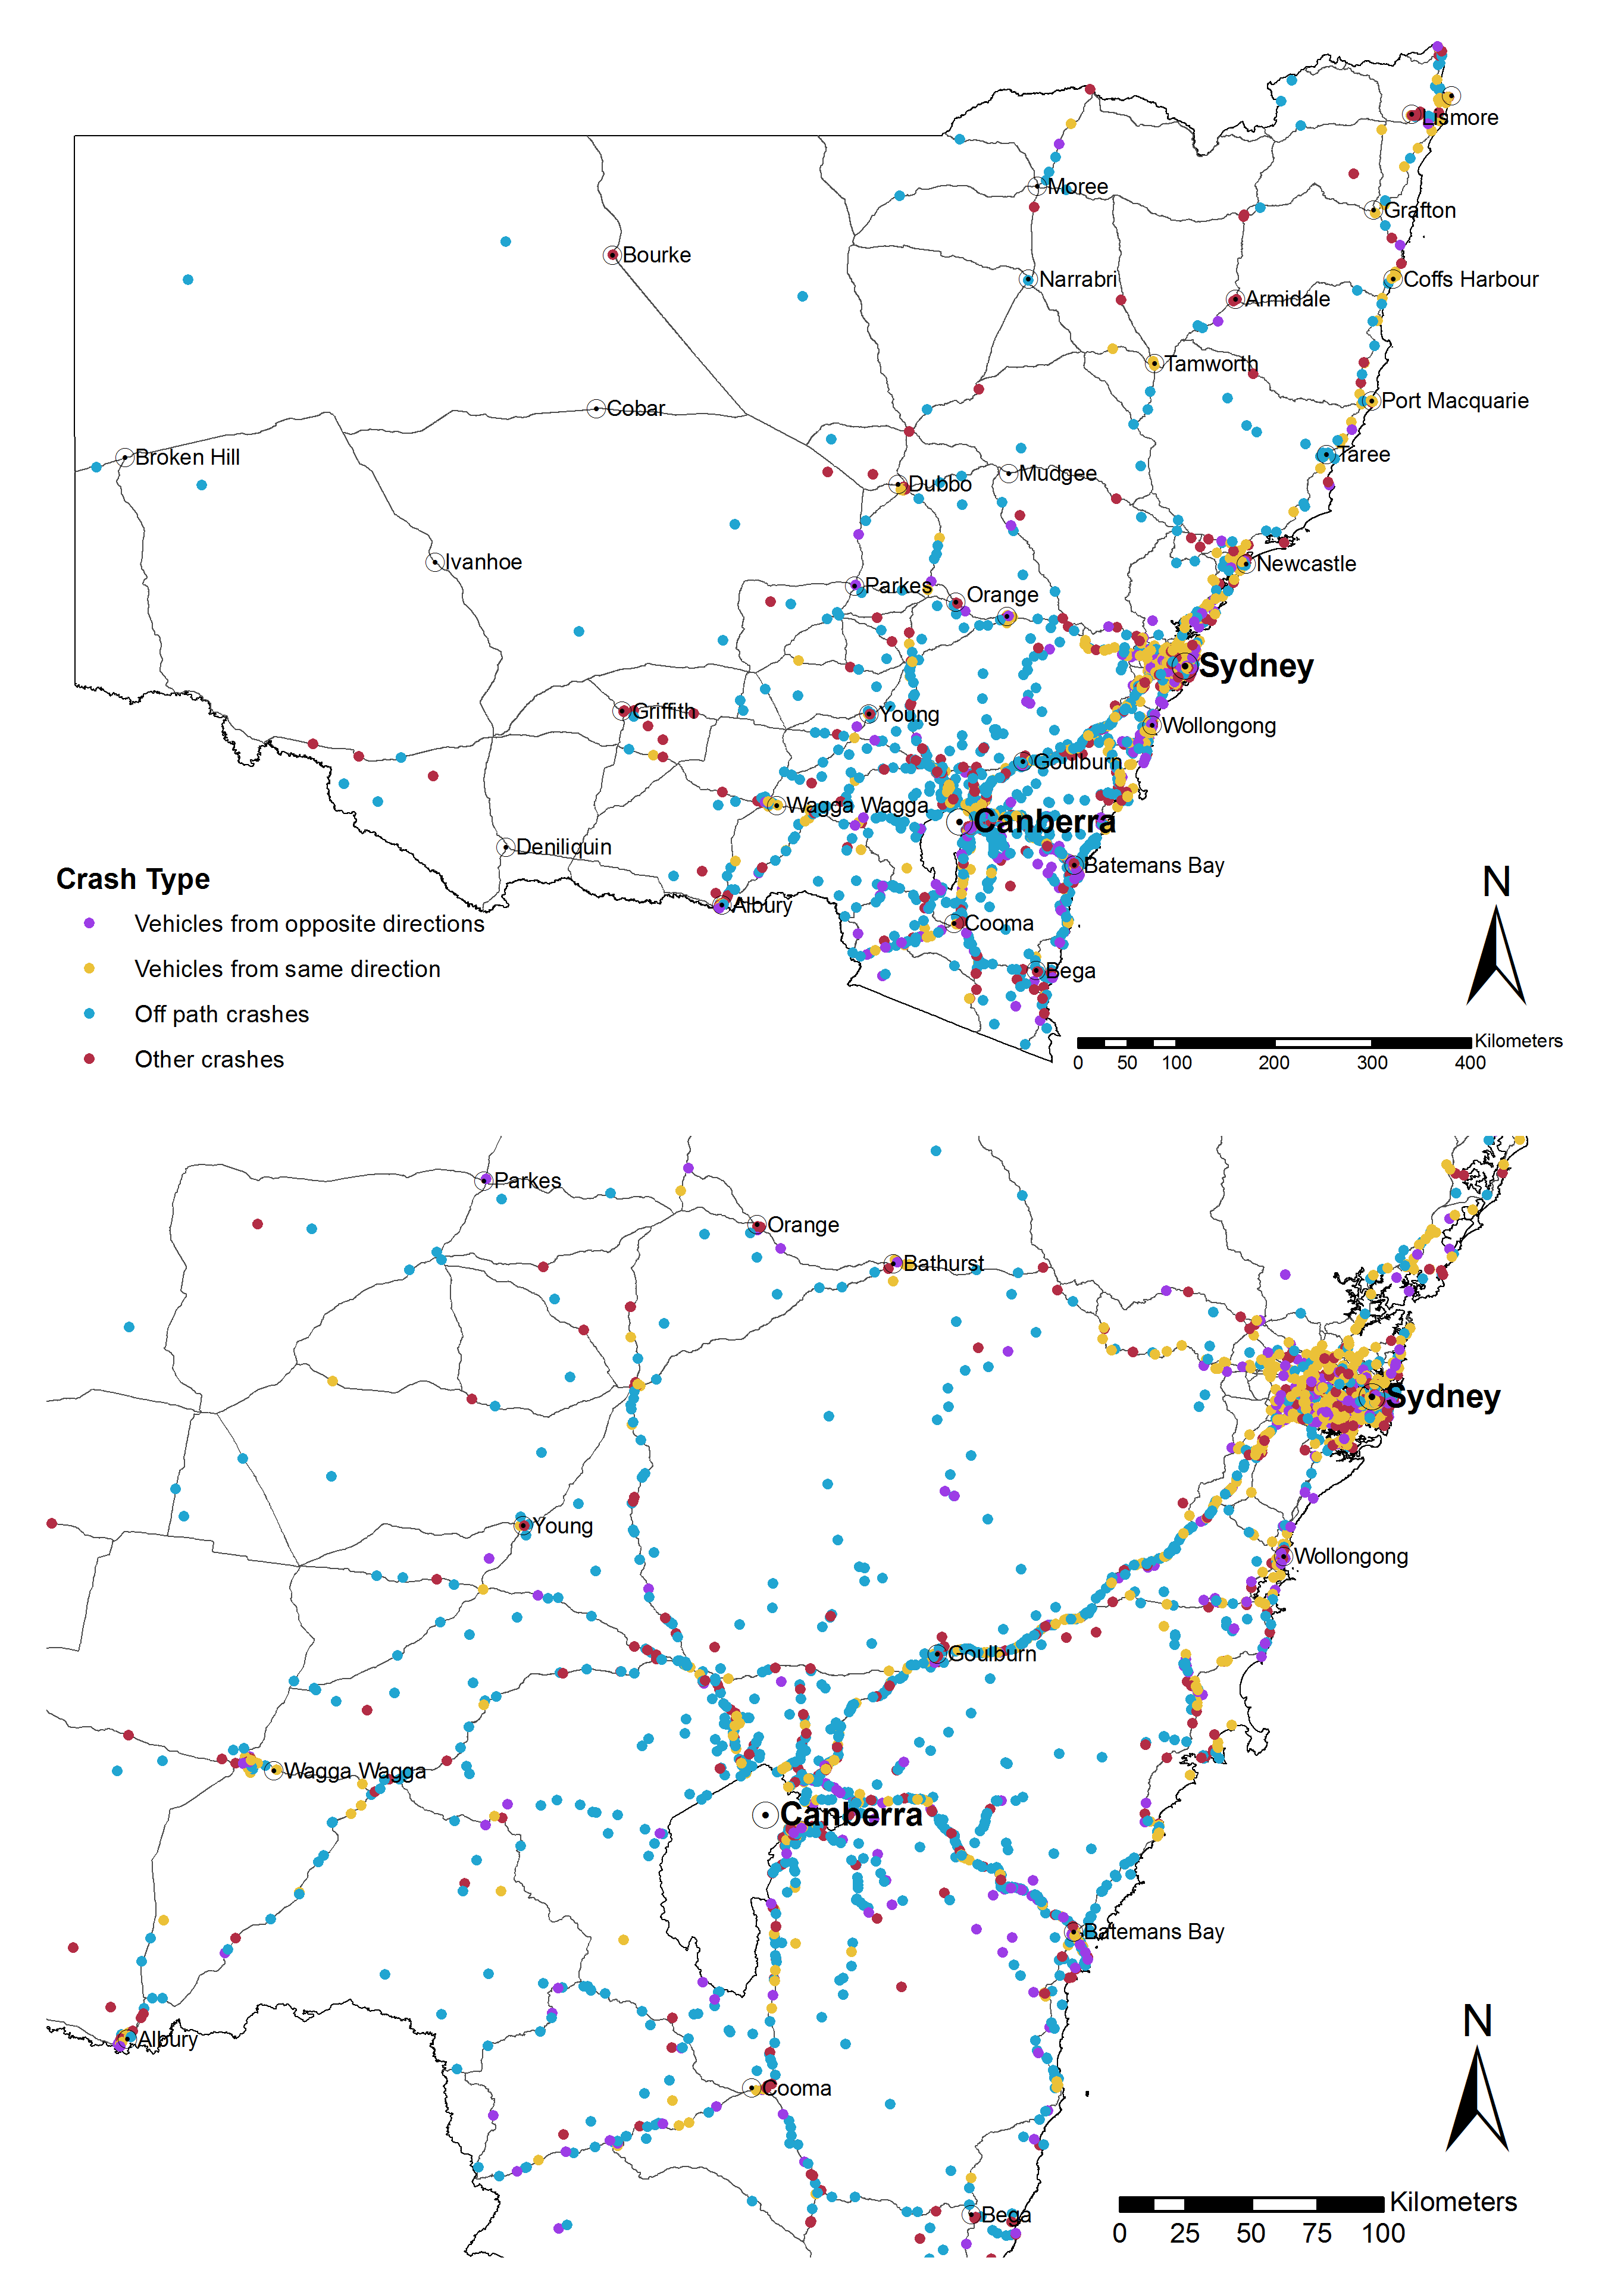 Lismore
Moree
Grafton
Bourke
Narrabri
Coffs Harbour
Armidale
Tamworth
Port Macquarie
Cobar
Broken Hill
Taree
Mudgee
Dubbo
Ivanhoe
Newcastle
Parkes
Orange
Sydney
Griffith
Young
Wollongong
Goulburn
Wagga Wagga
Canberra
Deniliquin
Batemans Bay
Albury
Cooma
Bega
Crash Type
Vehicles from opposite directions
Vehicles from same direction
Off path crashes
Other crashes
N
Kilometers
0 50 100 200 300 400
Parkes
Orange
Bathurst
Sydney
Young
Wollongong
Goulburn
Wagga Wagga
Canberra
Batemans Bay
Albury
Cooma
Bega
N
Kilometers
0 25 50 75 100